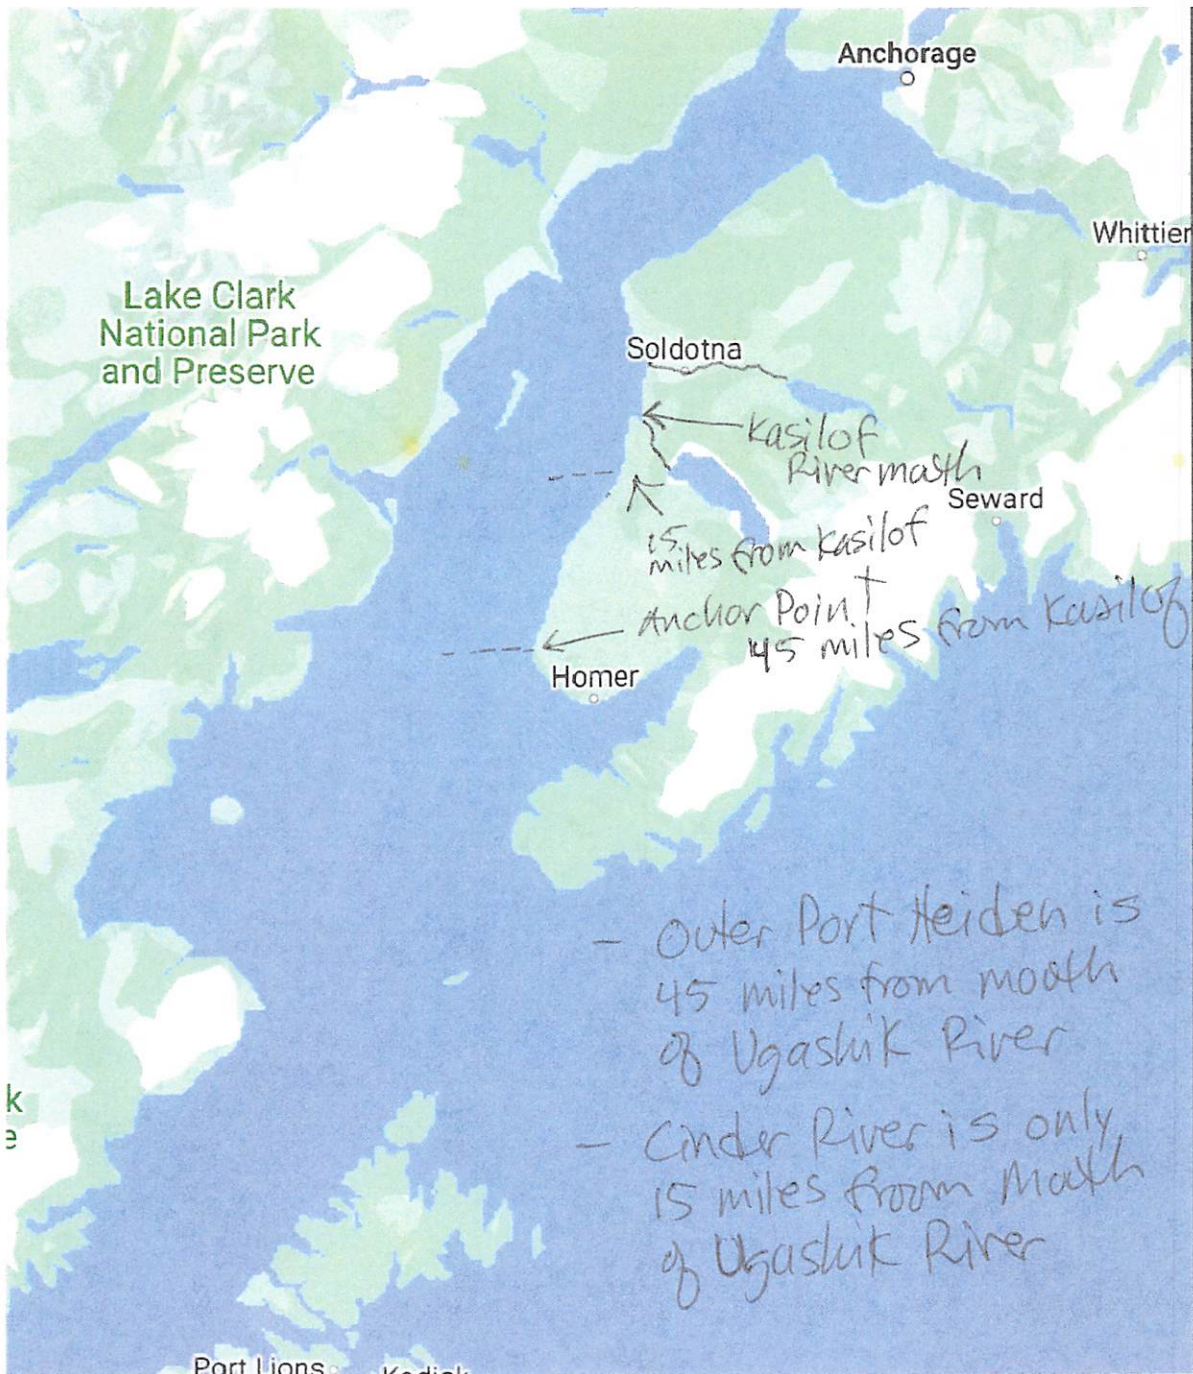 Anchorage
Whittier
Lake Clark
National Park
and Preserve
Soldotna
Kasilof
River mouth
Seward
15
miles from Kasilof
Anchor Point
45 miles from Kasilof
Homer
- Outer Port Heiden is
45 miles from mouth
of Ugashik River
k
e
- Cinder River is only
15 miles froom Mouth
of Ugashik River
Port Lions
Kodiak